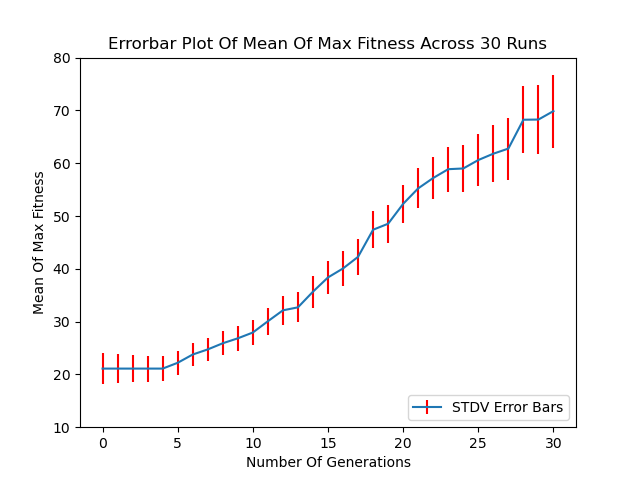 Errorbar Plot Of Mean Of Max Fitness Across 30 Runs
80
70
60
50
40
30
20
10
Mean Of Max Fitness
STDV Error Bars
0 5 10 15 20 25 30
Number Of Generations